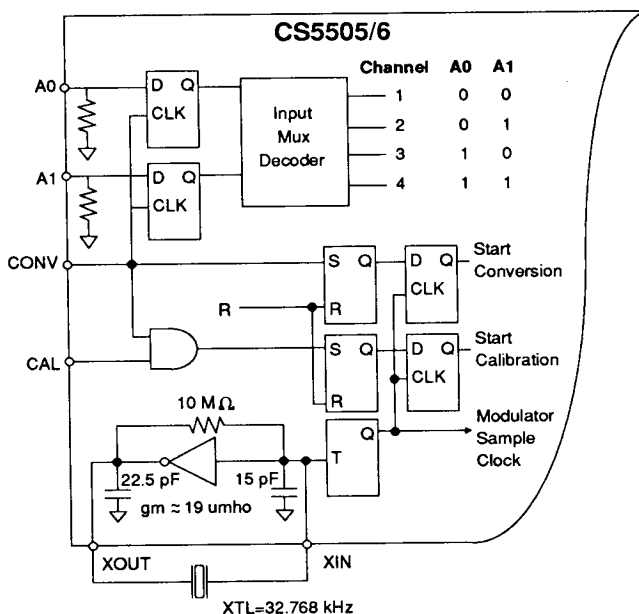 CS5505/6
Channel A0 A1
A0
D Q
CLK
Input
Mux
Decoder
1 0 0
2 0 1
3 1 0
4 1 1
A1
D Q
CLK
CONV
S Q
R
D Q
CLK
Start
Conversion
R
CAL
S Q
R
D Q
CLK
Start
Calibration
10 MΩ
22.5 pF
15 pF
gm ≈ 19 umho
T
Q
Modulator
Sample
Clock
XOUT
XIN
XTL=32.768 kHz